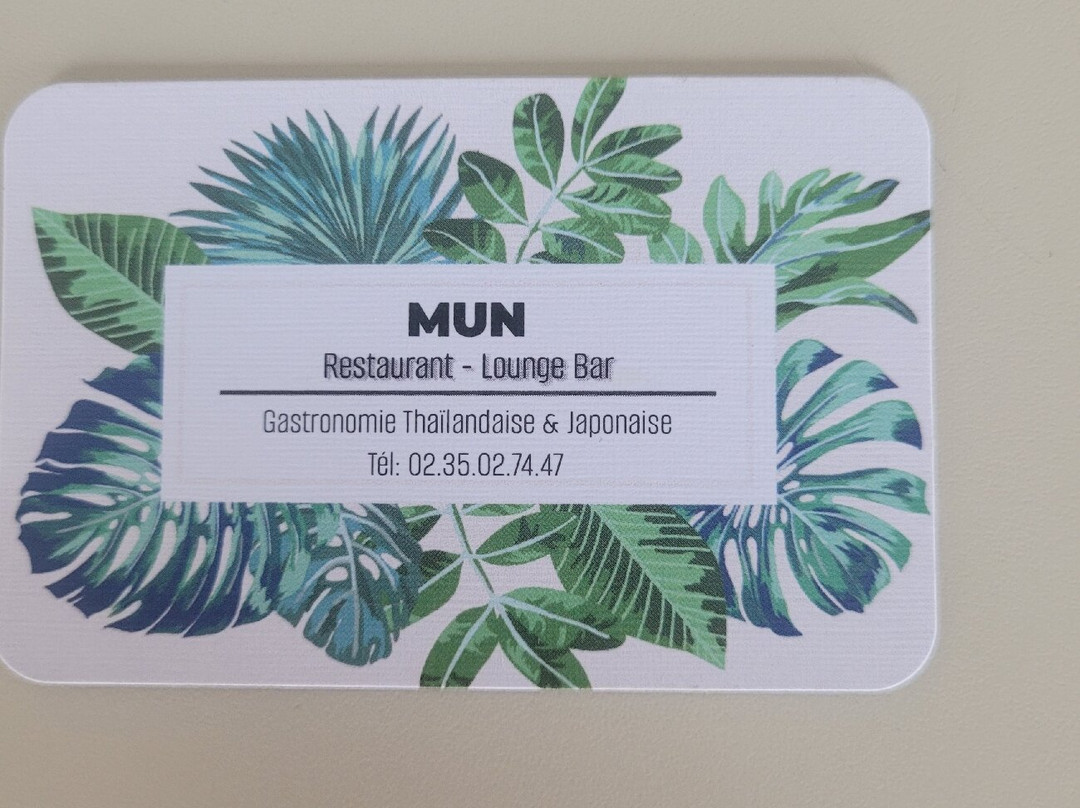 MUN
Restaurant - Lounge Bar
Gastronomie Thaïlandaise & Japonaise
Tél: 02.35.02.74.47